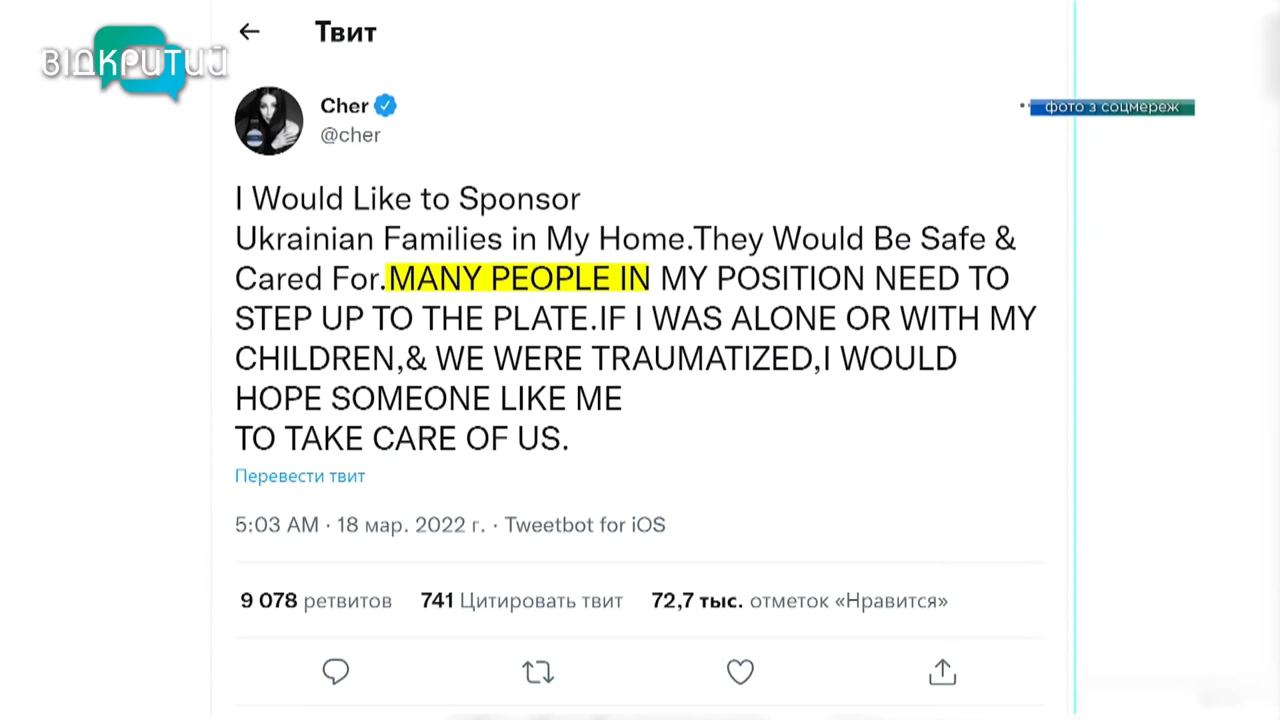 Твит
ВІДКРИТИЙ
Cher
фото з соцмереж
@cher
I Would Like to Sponsor
Ukrainian Families in My Home.They Would Be Safe &
Cared For.MANY PEOPLE IN MY POSITION NEED TO
STEP UP TO THE PLATE.IF I WAS ALONE OR WITH MY
CHILDREN,& WE WERE TRAUMATIZED,I WOULD
HOPE SOMEONE LIKE ME
TO TAKE CARE OF US.
Перевести твит
5:03 AM · 18 мар. 2022 г. · Tweetbot for iOS
9 078 ретвитов 741 Цитировать твит 72,7 тыс. отметок «Нравится»